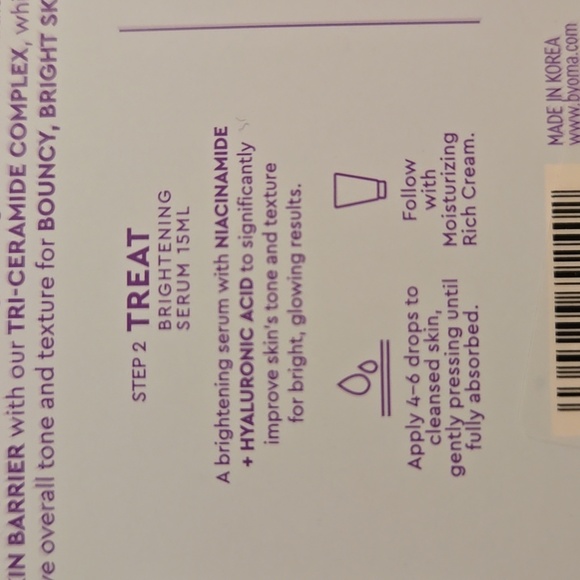 IN BARRIER with our TRI-CERAMIDE COMPLEX,
overall tone and texture for BOUNCY, BRIGHT
STEP 2 TREAT
BRIGHTENING
SERUM 15ML
A brightening serum with NIACINAMIDE
+ HYALURONIC ACID to significantly
improve skin's tone and texture
for bright, glowing results.
Apply 4-6 drops to
cleansed skin,
gently pressing until
fully absorbed.
Follow
with
Moisturizing
Rich Cream.
MADE IN KOREA
www.byoma.com